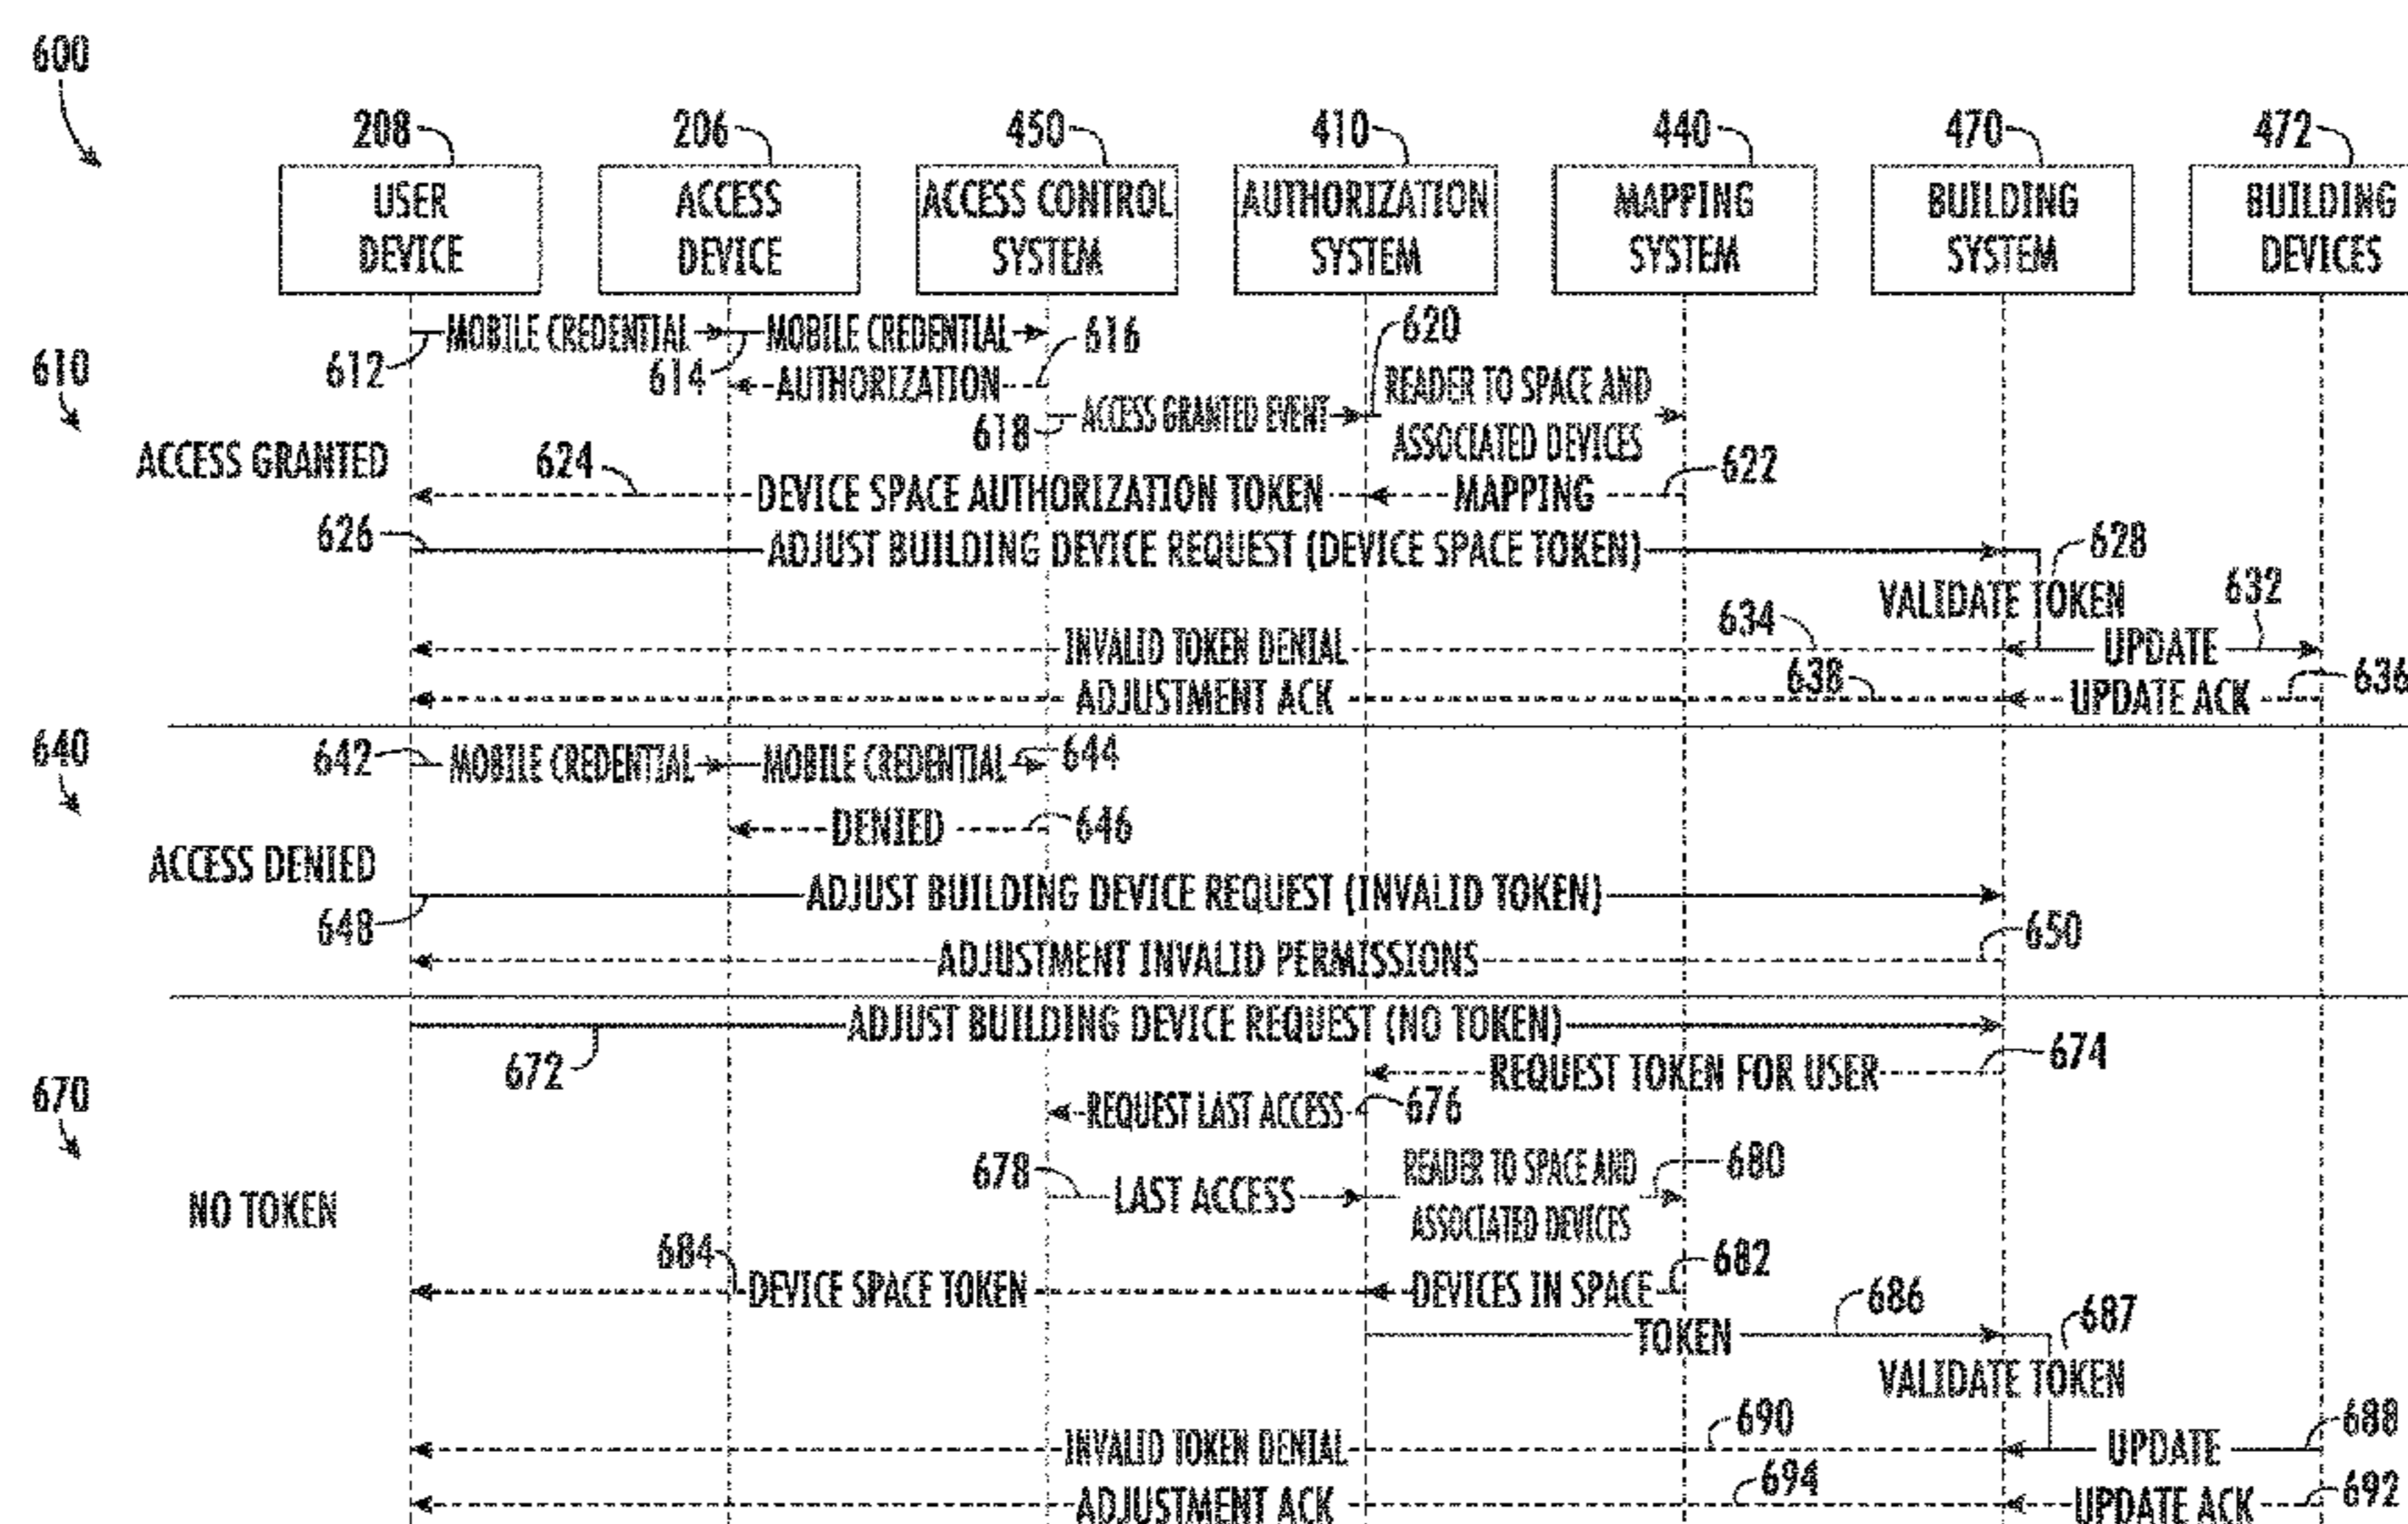 600
208
206
450
410
440
470
472
USER
DEVICE
ACCESS
DEVICE
ACCESS CONTROL
SYSTEM
AUTHORIZATION
SYSTEM
MAPPING
SYSTEM
BUILDING
SYSTEM
BUILDING
DEVICES
610
MOBILE CREDENTIAL
MOBILE CREDENTIAL
616
620
612
614
AUTHORIZATION
READER TO SPACE AND
ASSOCIATED DEVICES
618
ACCESS GRANTED EVENT
ACCESS GRANTED
624
DEVICE SPACE AUTHORIZATION TOKEN
MAPPING
622
626
ADJUST BUILDING DEVICE REQUEST (DEVICE SPACE TOKEN)
628
VALIDATE TOKEN
632
634
INVALID TOKEN DENIAL
UPDATE
638
636
ADJUSTMENT ACK
UPDATE ACK
640
642
MOBILE CREDENTIAL
MOBILE CREDENTIAL
644
DENIED
646
ACCESS DENIED
ADJUST BUILDING DEVICE REQUEST (INVALID TOKEN)
648
650
ADJUSTMENT INVALID PERMISSIONS
ADJUST BUILDING DEVICE REQUEST (NO TOKEN)
672
REQUEST TOKEN FOR USER
674
670
REQUEST LAST ACCESS
676
678
LAST ACCESS
READER TO SPACE AND
ASSOCIATED DEVICES
680
NO TOKEN
684
DEVICE SPACE TOKEN
DEVICES IN SPACE
682
686
687
TOKEN
VALIDATE TOKEN
690
688
INVALID TOKEN DENIAL
UPDATE
694
692
ADJUSTMENT ACK
UPDATE ACK